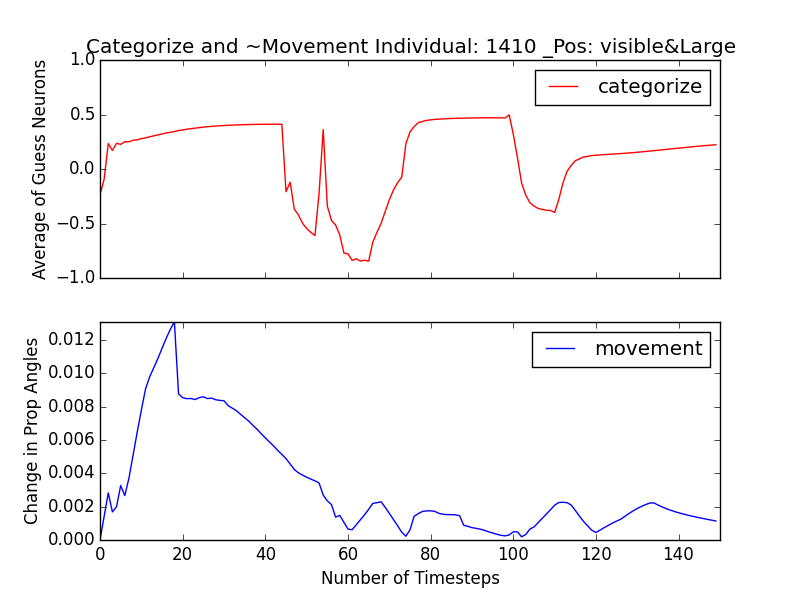 Categorize and ~Movement Individual: 1410 _Pos: visible&Large
1.0
0.5
0.0
−0.5
−1.0
Average of Guess Neurons
categorize
0.012
0.010
0.008
0.006
0.004
0.002
0.000
Change in Prop Angles
movement
0 20 40 60 80 100 120 140
Number of Timesteps